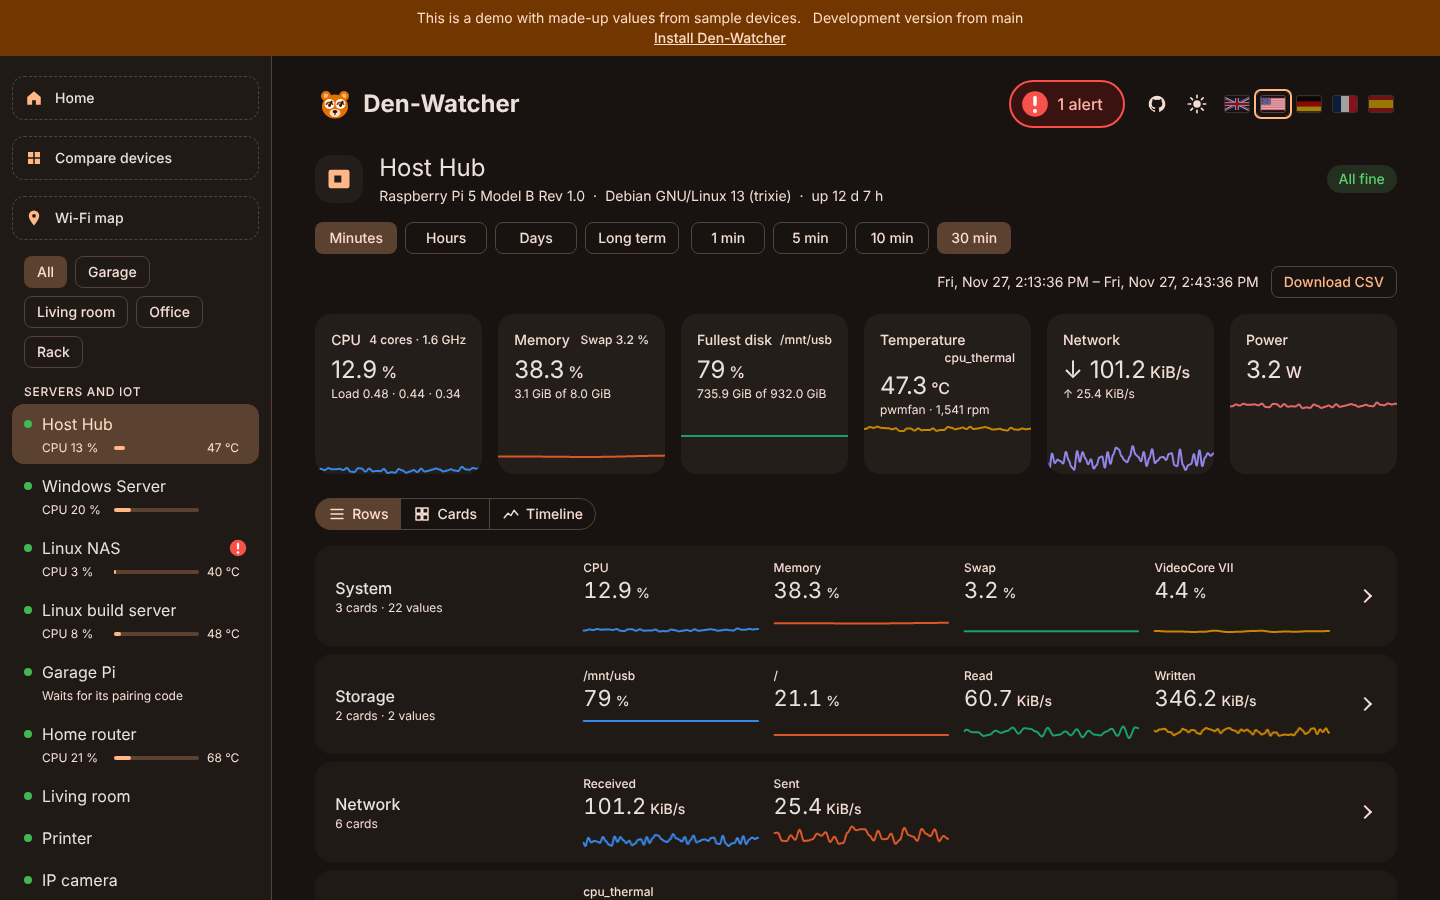 This is a demo with made-up values from sample devices. Development version from main
Install Den-Watcher
Home
Compare devices
Wi-Fi map
All
Garage
Living room
Office
Rack
SERVERS AND IOT
Host Hub
CPU 13 %
47 °C
Windows Server
CPU 20 %
Linux NAS
CPU 3 %
40 °C
Linux build server
CPU 8 %
48 °C
Garage Pi
Waits for its pairing code
Home router
CPU 21 %
68 °C
Living room
Printer
IP camera
Den-Watcher
1 alert
Host Hub
Raspberry Pi 5 Model B Rev 1.0 · Debian GNU/Linux 13 (trixie) · up 12 d 7 h
All fine
Minutes
Hours
Days
Long term
1 min
5 min
10 min
30 min
Fri, Nov 27, 2:13:36 PM – Fri, Nov 27, 2:43:36 PM
Download CSV
CPU 4 cores · 1.6 GHz
12.9 %
Load 0.48 · 0.44 · 0.34
Memory Swap 3.2 %
38.3 %
3.1 GiB of 8.0 GiB
Fullest disk /mnt/usb
79 %
735.9 GiB of 932.0 GiB
Temperature
cpu_thermal
47.3 °C
pwmfan · 1,541 rpm
Network
↓ 101.2 KiB/s
↑ 25.4 KiB/s
Power
3.2 W
Rows
Cards
Timeline
System
3 cards · 22 values
CPU
12.9 %
Memory
38.3 %
Swap
3.2 %
VideoCore VII
4.4 %
Storage
2 cards · 2 values
/mnt/usb
79 %
/
21.1 %
Read
60.7 KiB/s
Written
346.2 KiB/s
Network
6 cards
Received
101.2 KiB/s
Sent
25.4 KiB/s
cpu_thermal